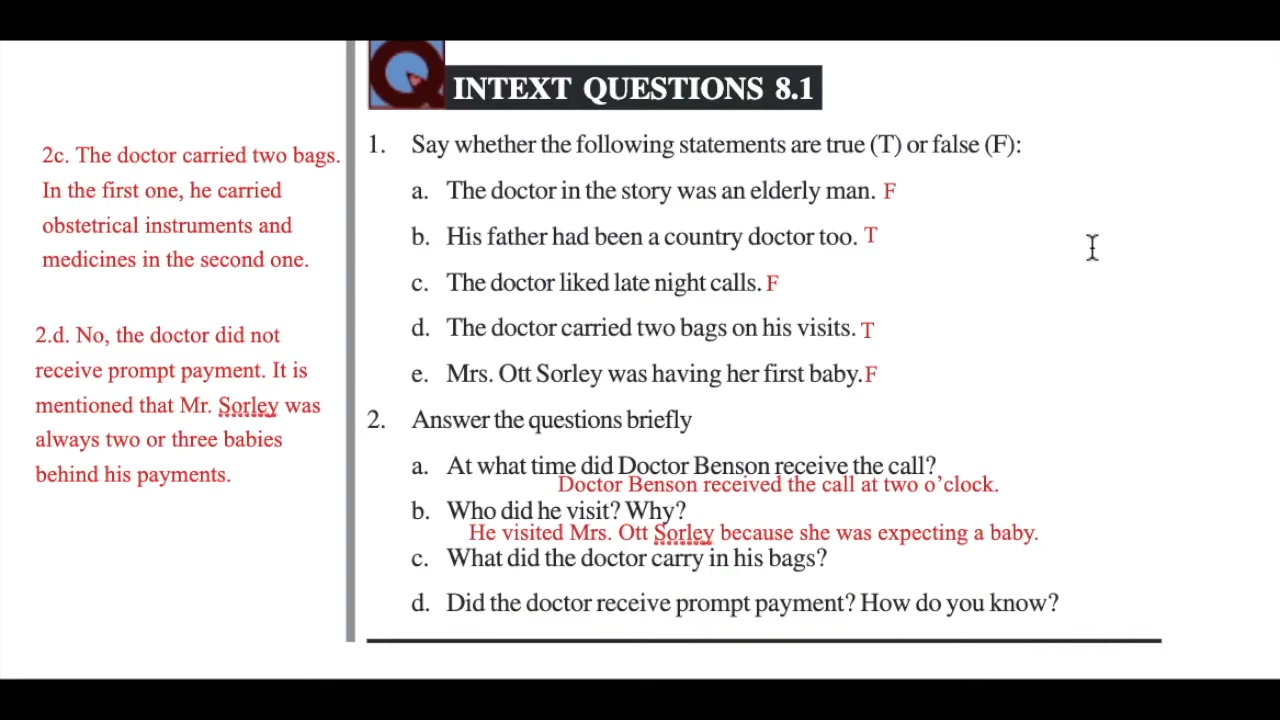 INTEXT QUESTIONS 8.1
1. Say whether the following statements are true (T) or false (F):
a. The doctor in the story was an elderly man. F
b. His father had been a country doctor too. T
c. The doctor liked late night calls. F
d. The doctor carried two bags on his visits. T
e. Mrs. Ott Sorley was having her first baby. F
2. Answer the questions briefly
a. At what time did Doctor Benson receive the call?
Doctor Benson received the call at two o’clock.
b. Who did he visit? Why?
He visited Mrs. Ott Sorley because she was expecting a baby.
c. What did the doctor carry in his bags?
d. Did the doctor receive prompt payment? How do you know?
2c. The doctor carried two bags.
In the first one, he carried
obstetrical instruments and
medicines in the second one.
2.d. No, the doctor did not
receive prompt payment. It is
mentioned that Mr. Sorley was
always two or three babies
behind his payments.